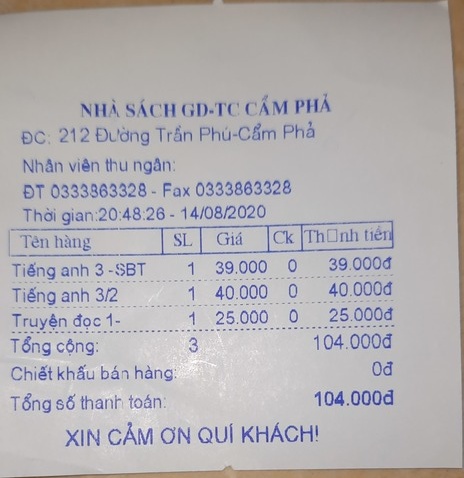 NHÀ SÁCH GD-TC CẨM PHẢ
ĐC: 212 Đường Trần Phú-Cẩm Phả
Nhân viên thu ngân:
ĐT 0333863328 - Fax 0333863328
Thời gian:20:48:26 - 14/08/2020
Tên hàng SL Giá Ck Th□nh tiền
Tiếng anh 3 -SBT 1 39.000 0 39.000đ
Tiếng anh 3/2 1 40.000 0 40.000đ
Truyện đọc 1- 1 25.000 0 25.000đ
Tổng cộng: 3 104.000đ
Chiết khấu bán hàng: 0đ
Tổng số thanh toán: 104.000đ
XIN CẢM ƠN QUÍ KHÁCH!